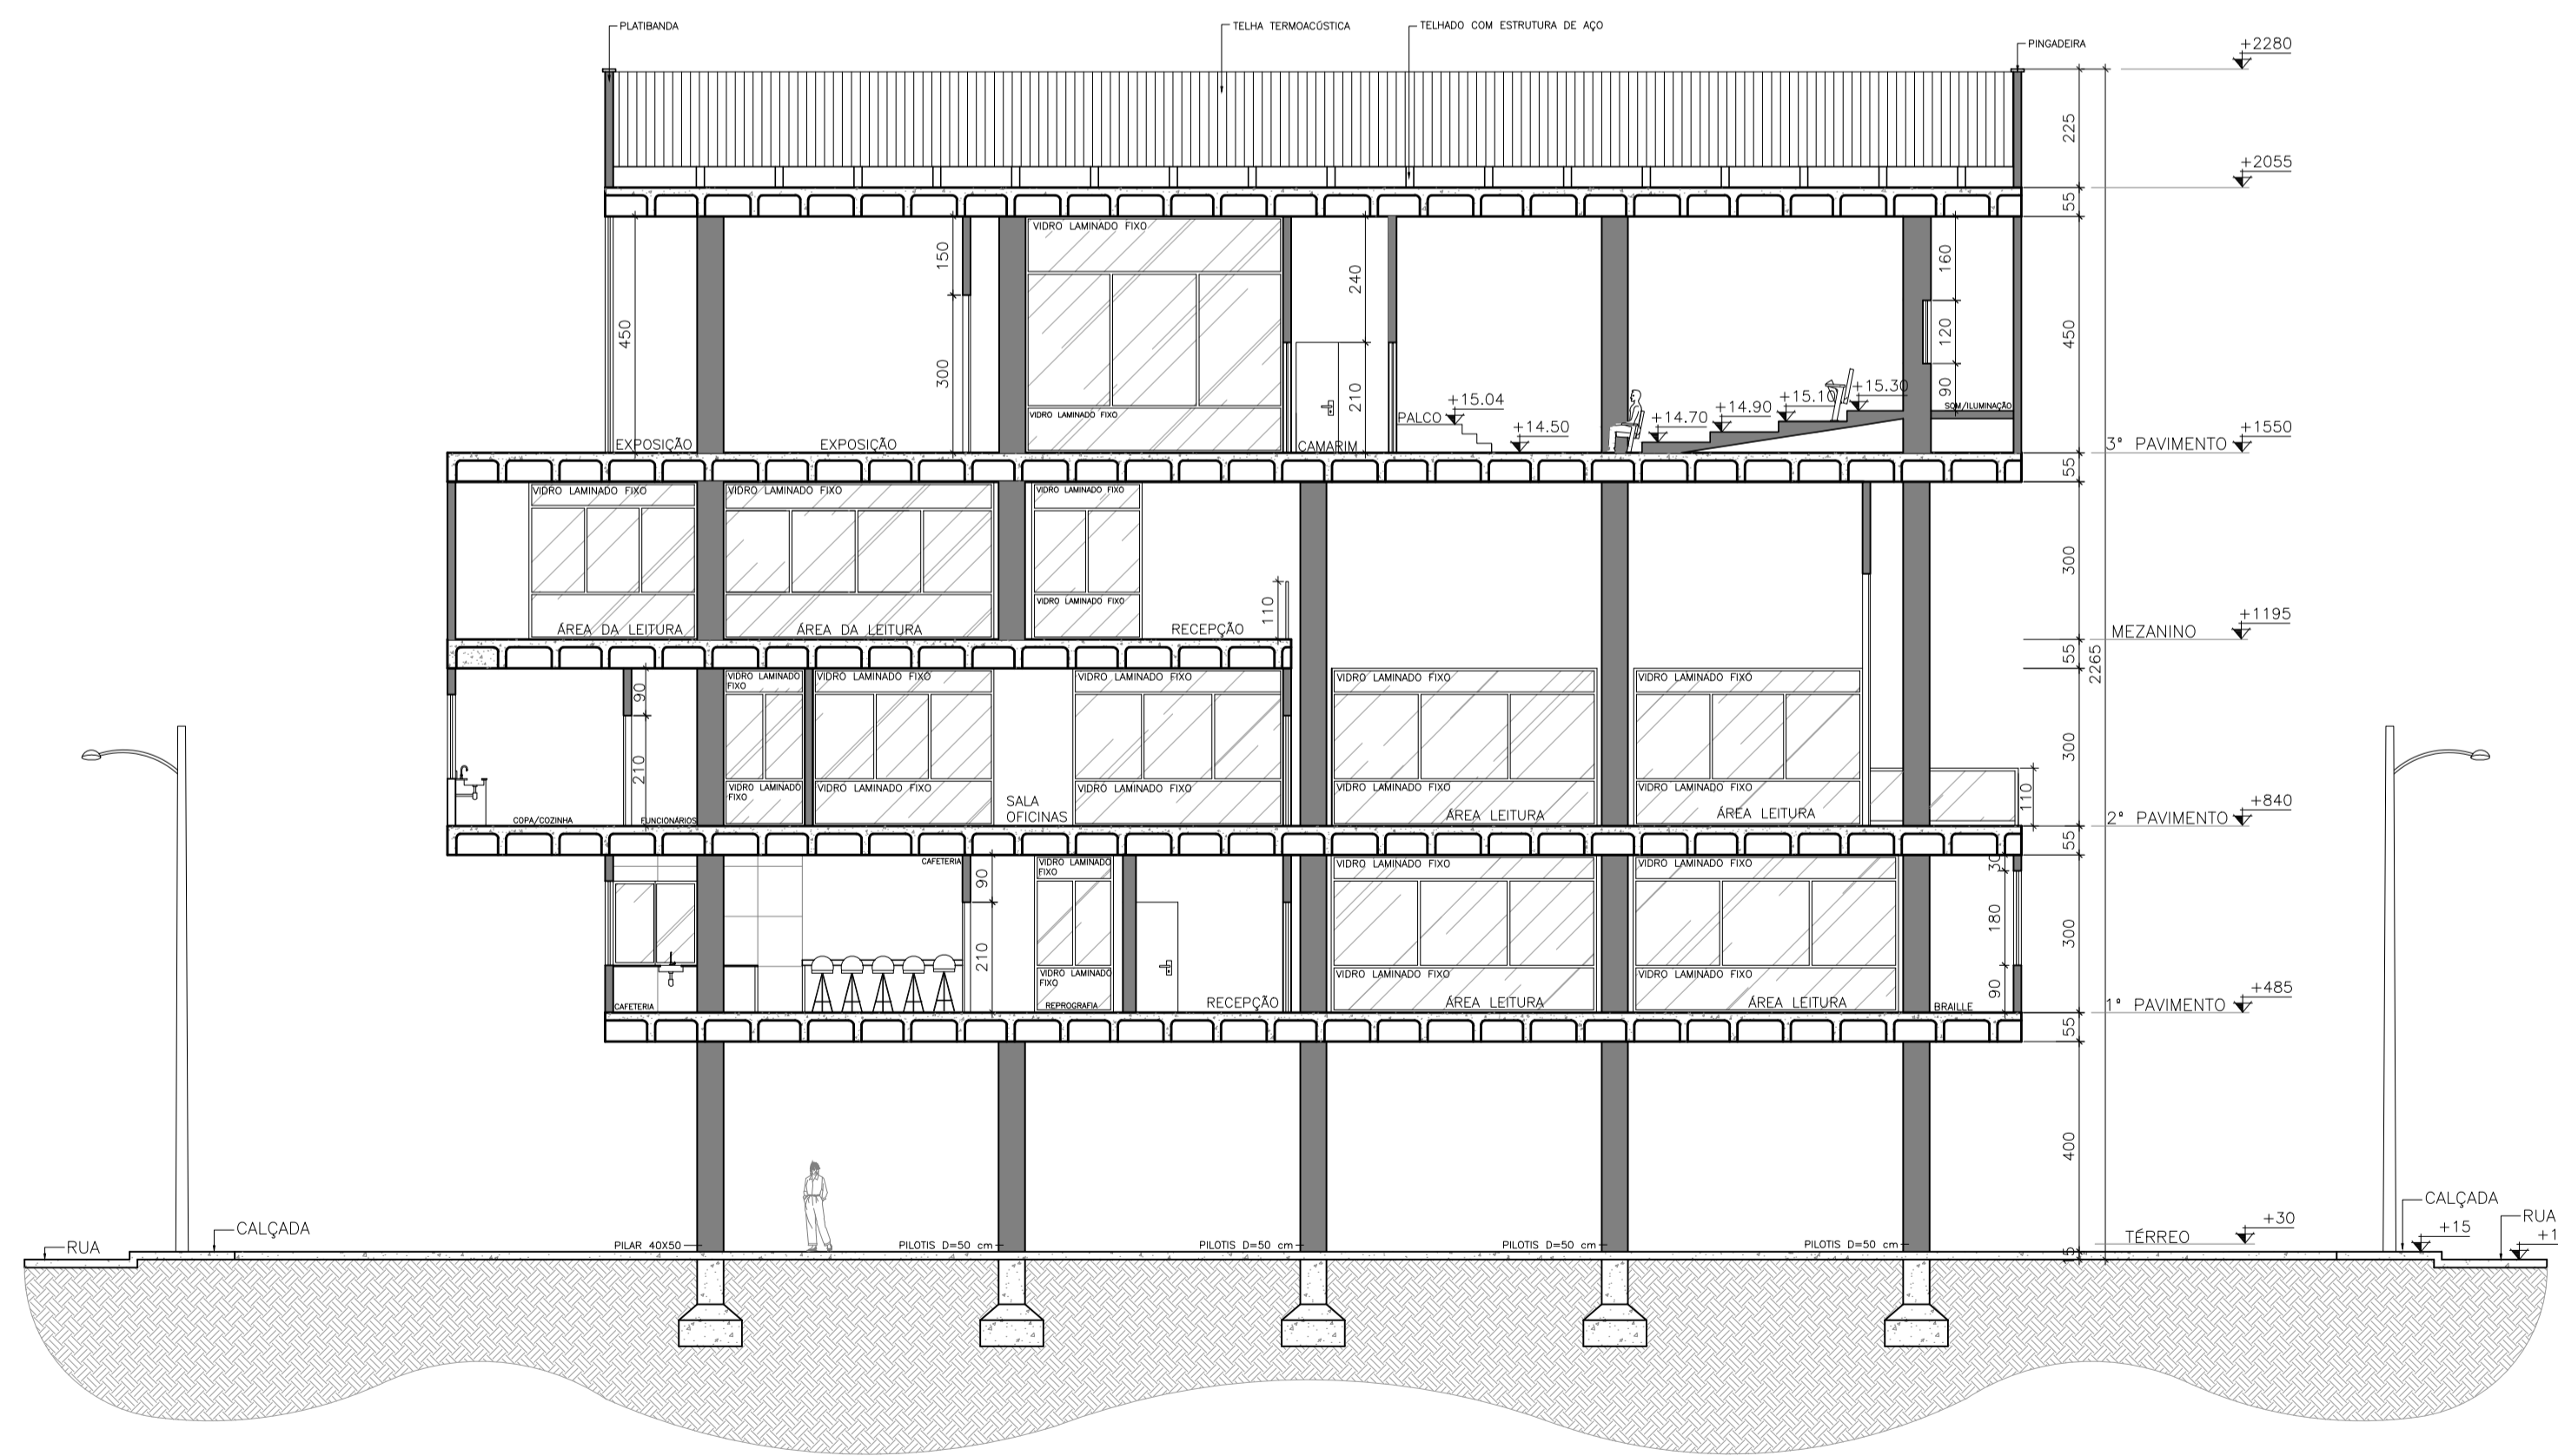 PLATIBANDA
TELHA TERMOACÚSTICA
TELHADO COM ESTRUTURA DE AÇO
PINGADEIRA
+2280
225
+2055
55
VIDRO LAMINADO FIXO
150
240
160
450
450
300
210
120
90
VIDRO LAMINADO FIXO
EXPOSIÇÃO
EXPOSIÇÃO
CAMARIM
PALCO
+15.04
+14.50
+14.70
+14.90
+15.10
+15.30
SOM/ILUMINAÇÃO
3° PAVIMENTO
+1550
55
VIDRO LAMINADO FIXO
VIDRO LAMINADO FIXO
VIDRO LAMINADO FIXO
300
VIDRO LAMINADO FIXO
110
ÁREA DA LEITURA
ÁREA DA LEITURA
RECEPÇÃO
MEZANINO
+1195
55
2265
90
VIDRO LAMINADO
FIXO
VIDRO LAMINADO FIXO
VIDRO LAMINADO FIXO
VIDRO LAMINADO FIXO
VIDRO LAMINADO FIXO
210
300
VIDRO LAMINADO
FIXO
VIDRO LAMINADO FIXO
VIDRO LAMINADO FIXO
VIDRO LAMINADO FIXO
VIDRO LAMINADO FIXO
110
COPA/COZINHA
FUNCIONÁRIOS
SALA
OFICINAS
ÁREA LEITURA
ÁREA LEITURA
2° PAVIMENTO
+840
55
CAFETERIA
90
VIDRO LAMINADO
FIXO
VIDRO LAMINADO FIXO
VIDRO LAMINADO FIXO
30
210
180
300
VIDRO LAMINADO
FIXO
VIDRO LAMINADO FIXO
VIDRO LAMINADO FIXO
90
CAFETERIA
REPROGRAFIA
RECEPÇÃO
ÁREA LEITURA
ÁREA LEITURA
BRAILLE
1° PAVIMENTO
+485
55
400
RUA
CALÇADA
PILAR 40X50
PILOTIS D=50 cm
PILOTIS D=50 cm
PILOTIS D=50 cm
PILOTIS D=50 cm
15
TÉRREO
+30
CALÇADA
+15
RUA
+1